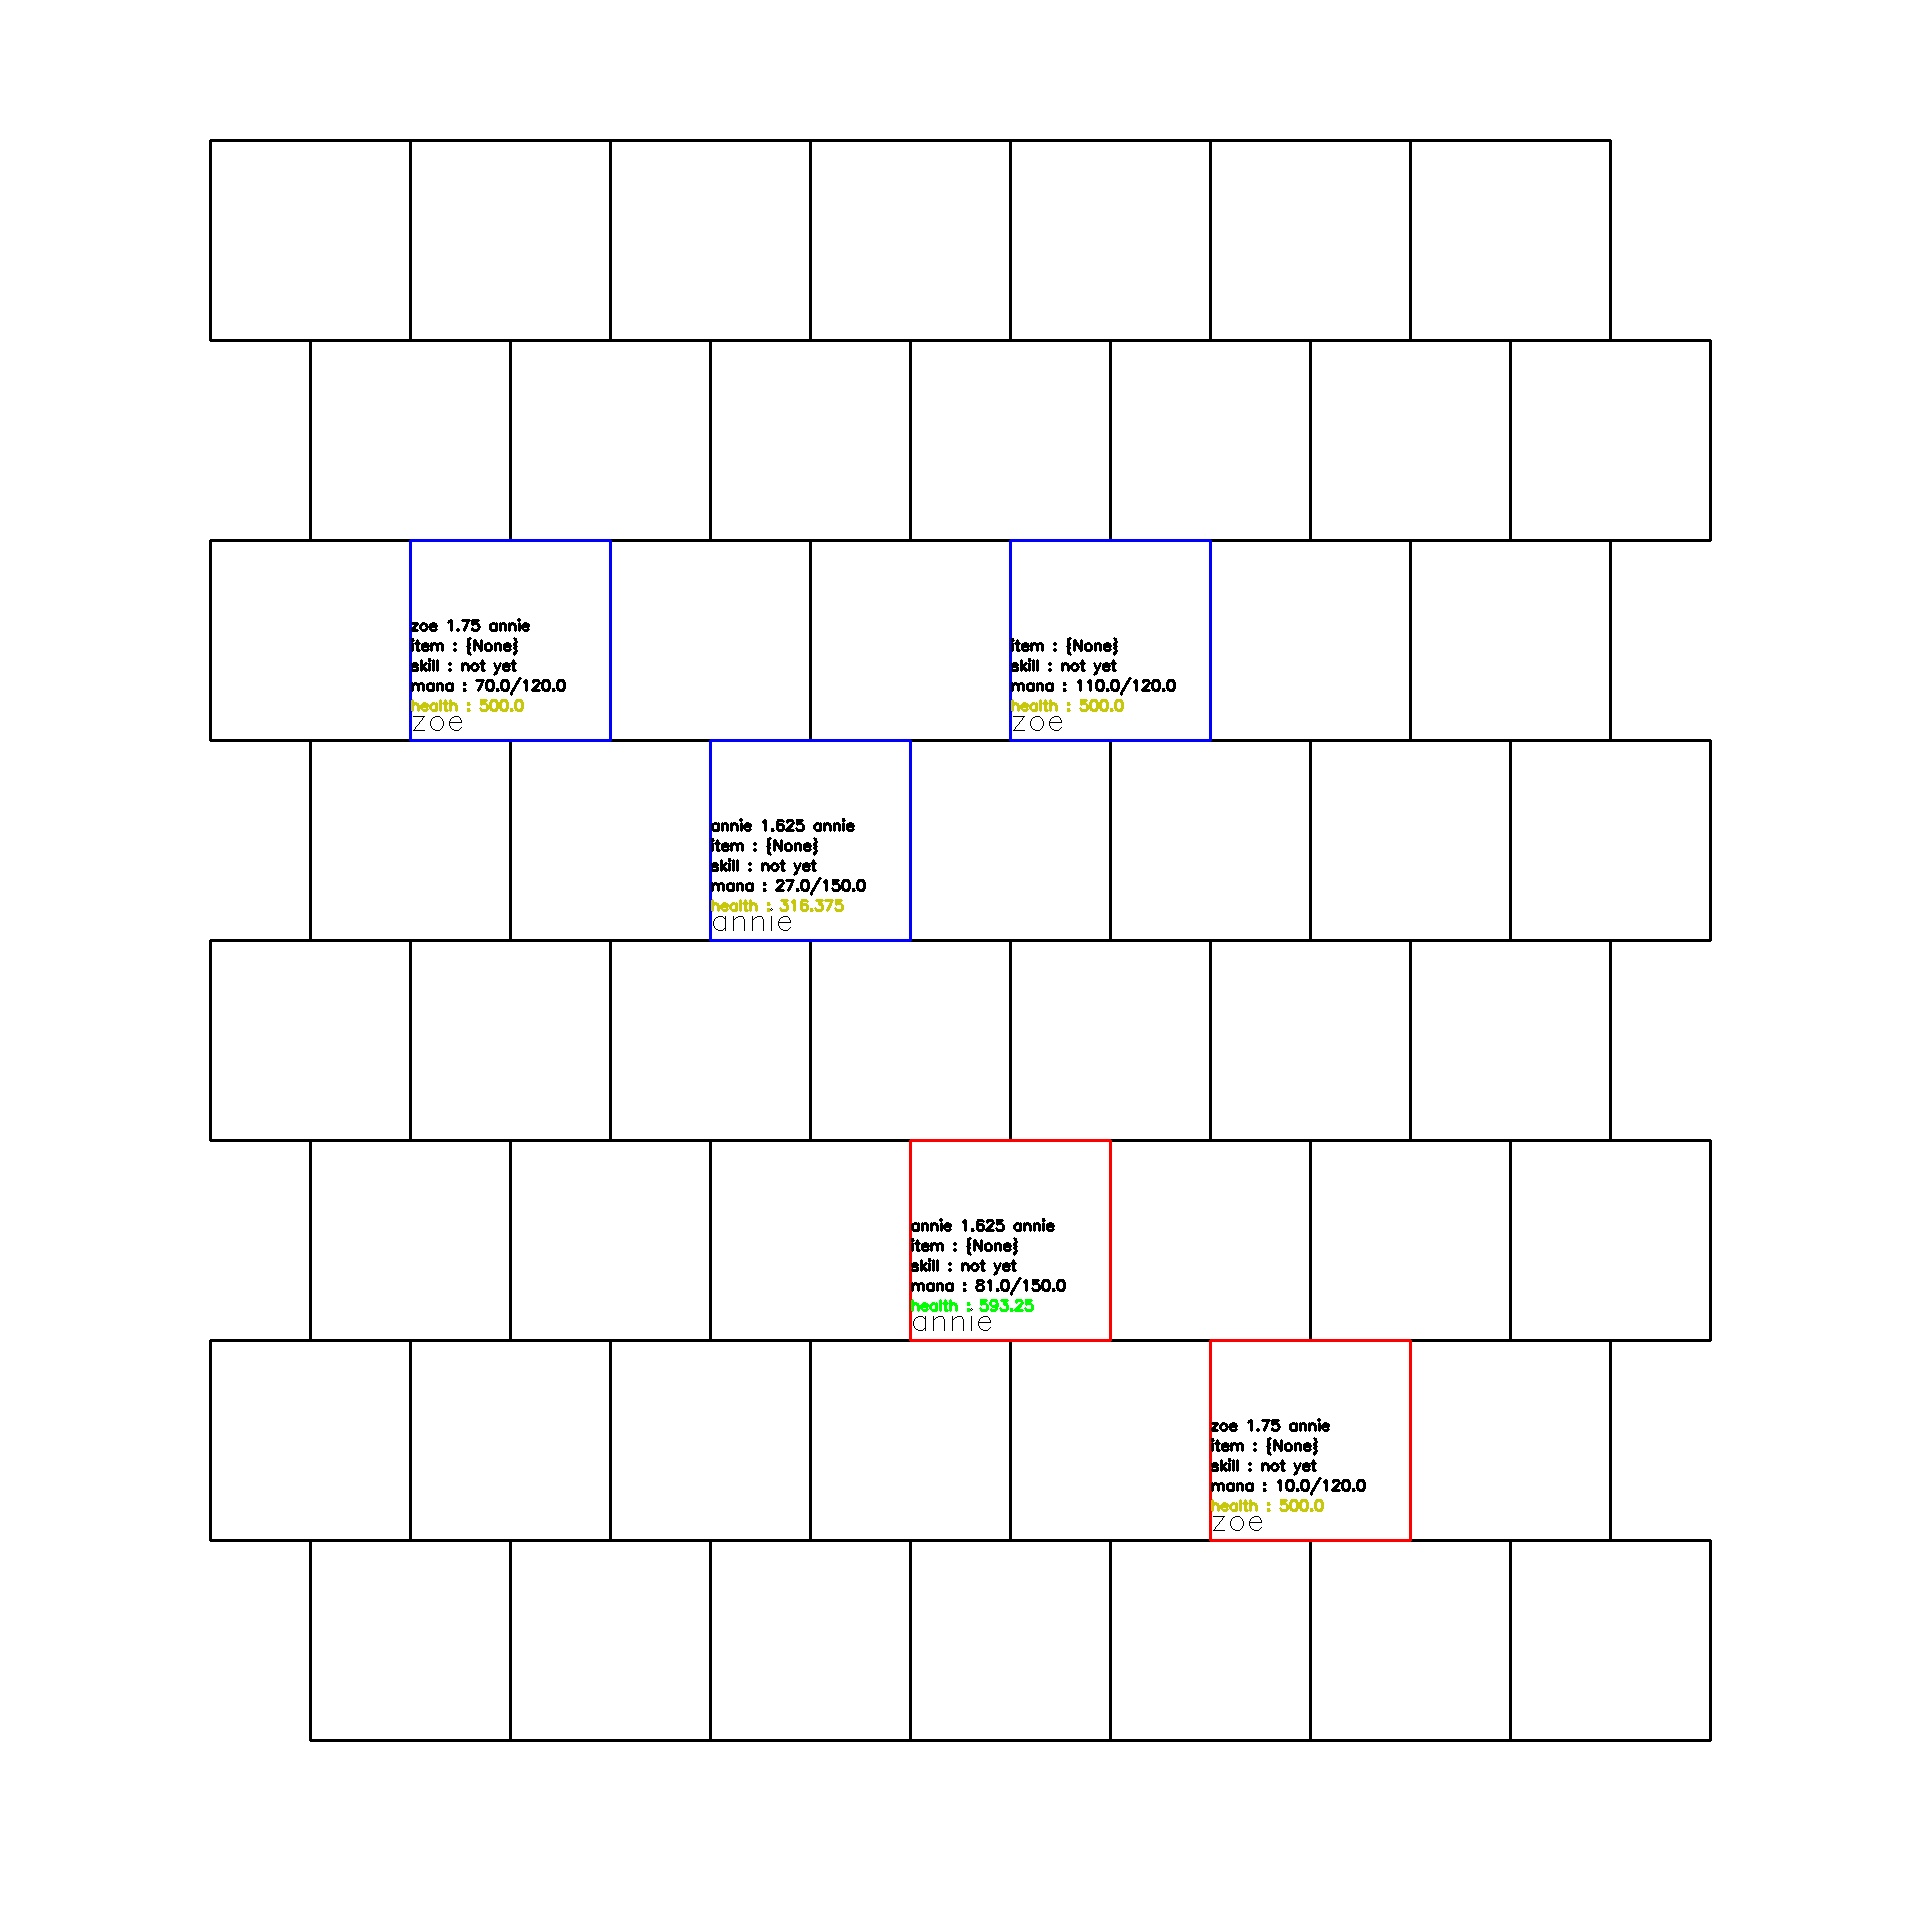 zoe 1.75 annie
item : {None}
skill : not yet
mana : 70.0/120.0
health : 500.0
zoe
item : {None}
skill : not yet
mana : 110.0/120.0
health : 500.0
zoe
annie 1.625 annie
item : {None}
skill : not yet
mana : 27.0/150.0
health : 316.375
annie
annie 1.625 annie
item : {None}
skill : not yet
mana : 81.0/150.0
health : 593.25
annie
zoe 1.75 annie
item : {None}
skill : not yet
mana : 10.0/120.0
health : 500.0
zoe